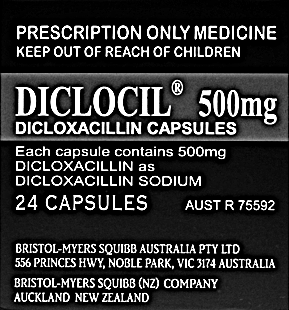 PRESCRIPTION ONLY MEDICINE
KEEP OUT OF REACH OF CHILDREN
DICLOCIL® 500mg
DICLOXACILLIN CAPSULES
Each capsule contains 500mg
DICLOXACILLIN as
DICLOXACILLIN SODIUM
24 CAPSULES AUST R 75592
BRISTOL-MYERS SQUIBB AUSTRALIA PTY LTD
556 PRINCES HWY, NOBLE PARK, VIC 3174 AUSTRALIA
BRISTOL-MYERS SQUIBB (NZ) COMPANY
AUCKLAND NEW ZEALAND